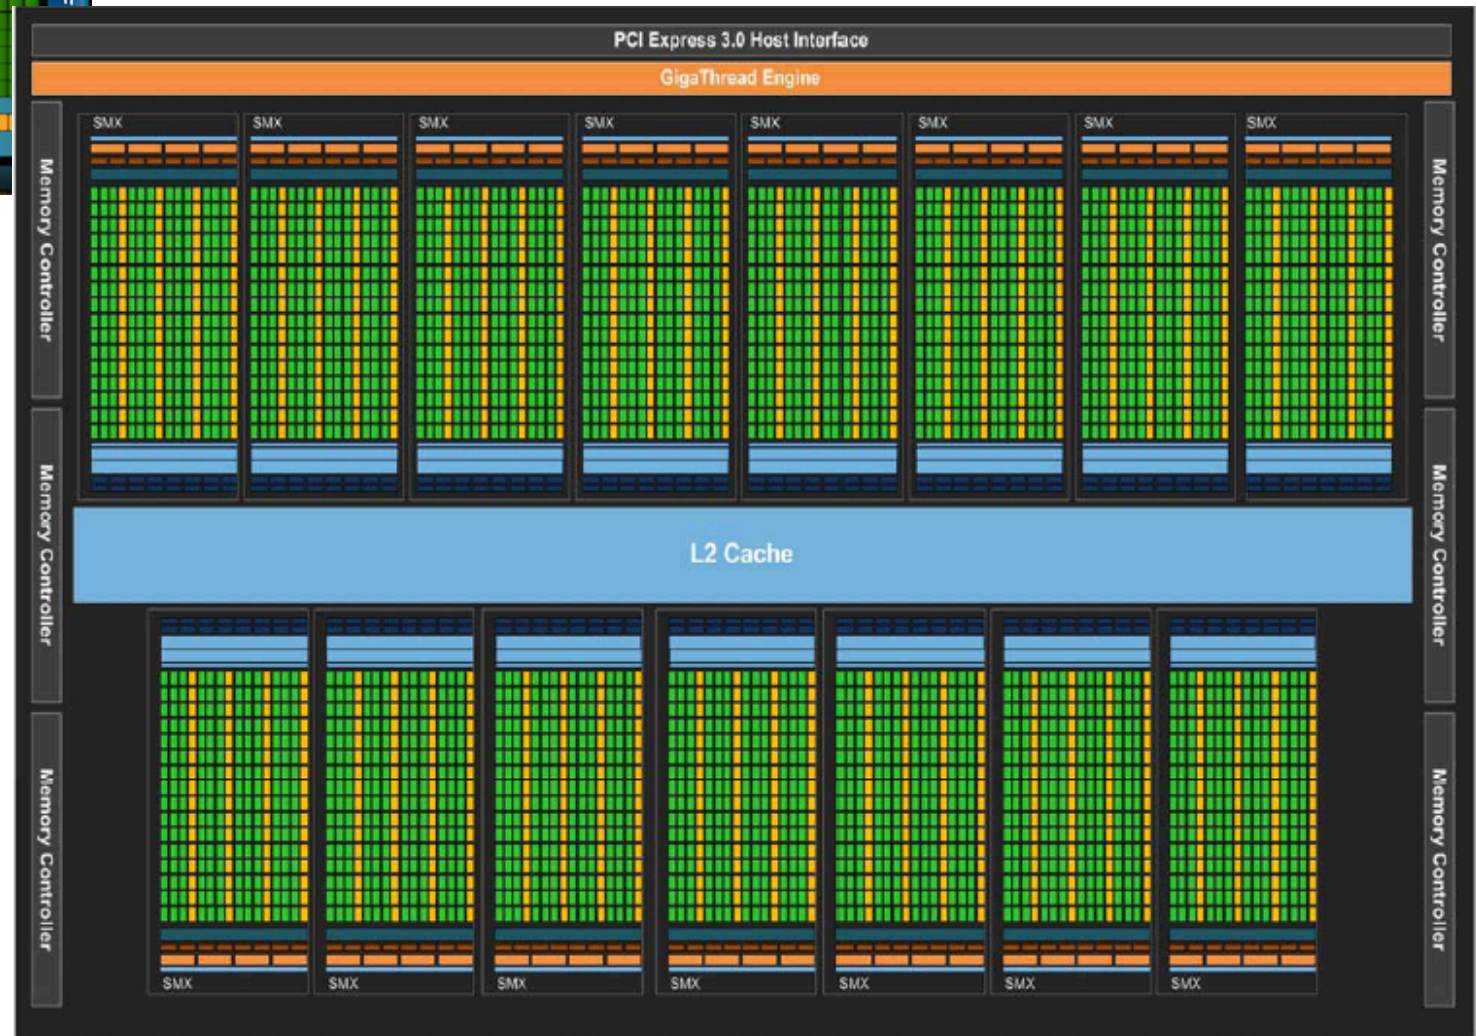 PCI Express 3.0 Host Interface
GigaThread Engine
SMX
SMX
SMX
SMX
SMX
SMX
SMX
SMX
Memory Controller
Memory Controller
Memory Controller
Memory Controller
L2 Cache
Memory Controller
Memory Controller
SMX
SMX
SMX
SMX
SMX
SMX
SMX